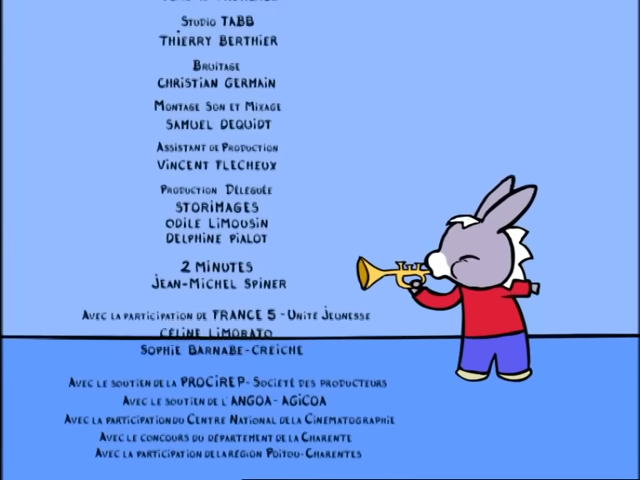 STUDIO TABB
THIERRY BERTHIER
BRUITAGE
CHRISTIAN GERMAIN
MONTAGE SON ET MIXAGE
SAMUEL DEQUIDT
ASSISTANT DE PRODUCTION
VINCENT FLECHEUX
PRODUCTION DÉLÉGUÉE
STORIMAGES
ODILE LIMOUSIN
DELPHINE PIALOT
2 MINUTES
JEAN-MICHEL SPINER
AVEC LA PARTICIPATION DE FRANCE 5 - UNITÉ JEUNESSE
CÉLINE LIMORATO
SOPHIE BARNABE-CREICHE
AVEC LE SOUTIEN DE LA PROCIREP - SOCIÉTÉ DES PRODUCTEURS
AVEC LE SOUTIEN DE L'ANGOA - AGICOA
AVEC LA PARTICIPATION DU CENTRE NATIONAL DE LA CINEMATOGRAPHIE
AVEC LE CONCOURS DU DÉPARTEMENT DE LA CHARENTE
AVEC LA PARTICIPATION DE LA RÉGION POITOU-CHARENTES